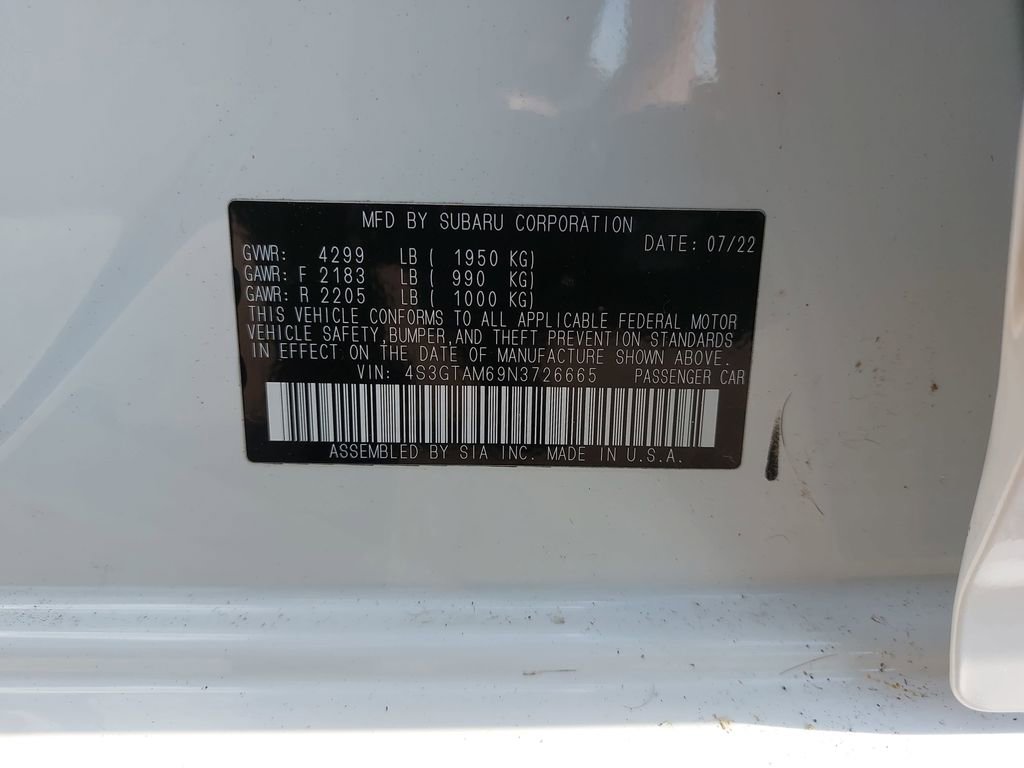 MFD BY SUBARU CORPORATION
DATE: 07/22
GVWR: 4299 LB ( 1950 KG)
GAWR: F 2183 LB ( 990 KG)
GAWR: R 2205 LB ( 1000 KG)
THIS VEHICLE CONFORMS TO ALL APPLICABLE FEDERAL MOTOR
VEHICLE SAFETY, BUMPER, AND THEFT PREVENTION STANDARDS
IN EFFECT ON THE DATE OF MANUFACTURE SHOWN ABOVE.
VIN: 4S3GTAM69N3726665 PASSENGER CAR
ASSEMBLED BY SIA INC. MADE IN U.S.A.